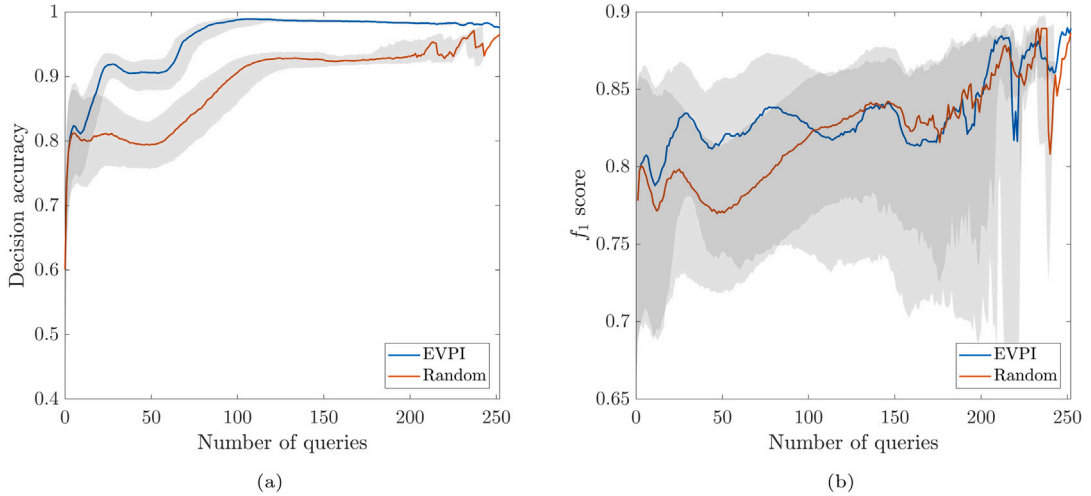 1
0.9
0.8
0.7
0.6
0.5
0.4
0 50 100 150 200 250
Decision accuracy
Number of queries
EVPI
Random
(a)
0.9
0.85
0.8
0.75
0.7
0.65
0 50 100 150 200 250
f₁ score
Number of queries
EVPI
Random
(b)